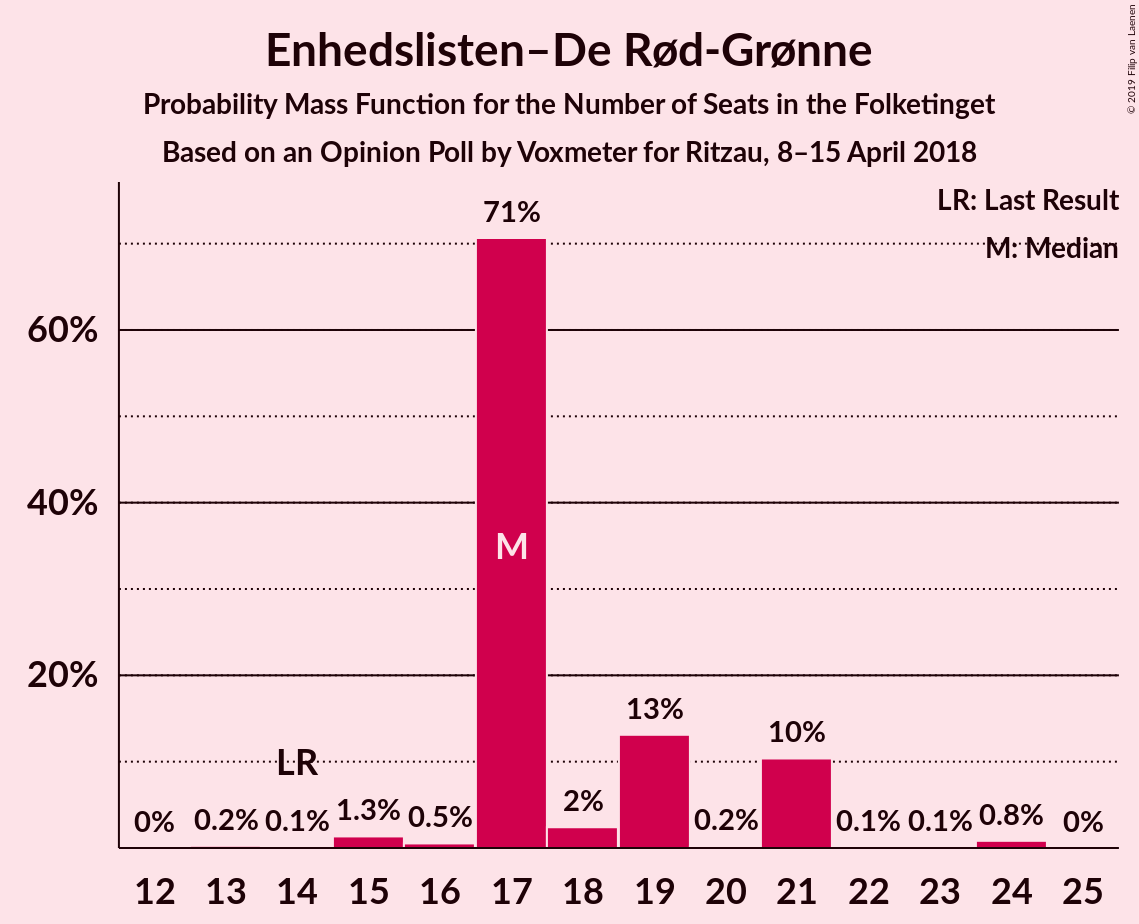 Enhedslisten–De Rød-Grønne
Probability Mass Function for the Number of Seats in the Folketinget
Based on an Opinion Poll by Voxmeter for Ritzau, 8–15 April 2018
© 2019 Filip van Laenen
LR: Last Result
M: Median
71%
60%
40%
M
20%
13%
10%
LR
0% 0.2% 0.1% 1.3% 0.5% 2% 0.2% 0.1% 0.1% 0.8% 0%
12 13 14 15 16 17 18 19 20 21 22 23 24 25